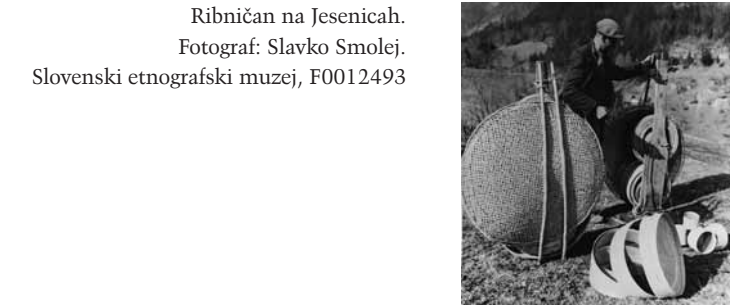 Ribničan na Jesenicah.
Fotograf: Slavko Smolej.
Slovenski etnografski muzej, F0012493